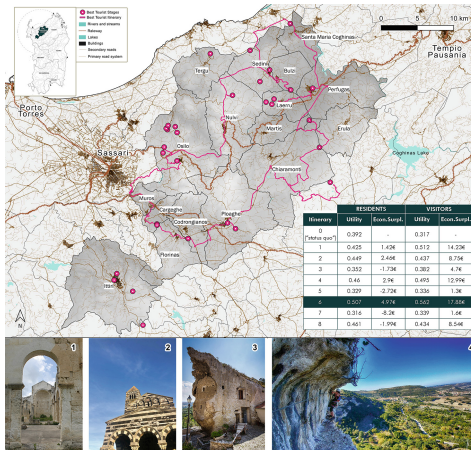 Best Tourist Stages
Best Tourist Itinerary
Rivers and streams
Railway
Lakes
Buildings
Secondary roads
Primary road system
0 5 10 km
Santa Maria Coghinas
Tempio
Pausania
Sedini
Tergu
Bulzi
Perfugas
Porto
Torres
Laerru
Nulvi
Martis
Erula
Osilo
Sassari
Coghinas Lake
Chiaramonti
Muros
Cargeghe
Ploaghe
Codrongianos
Florinas
Ittiri
N
RESIDENTS VISITORS
Itinerary Utility Econ.Surpl. Utility Econ.Surpl.
0 0.392 - 0.317 -
["status quo"]
1 0.425 1.42€ 0.512 14.23€
2 0.449 2.46€ 0.437 8.75€
3 0.352 -1.73€ 0.382 4.7€
4 0.46 2.9€ 0.495 12.99€
5 0.329 -2.72€ 0.336 1.3€
6 0.507 4.97€ 0.562 17.88€
7 0.316 -8.2€ 0.339 1.6€
8 0.461 -1.99€ 0.434 8.54€
1 2 3 4